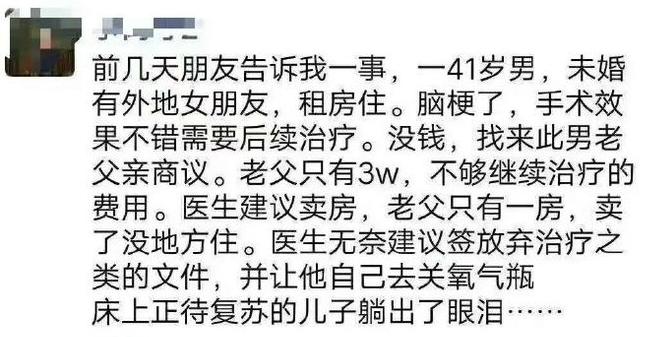 前几天朋友告诉我一事，一41岁男，未婚
有外地女朋友，租房住。脑梗了，手术效
果不错需要后续治疗。没钱，找来此男老
父亲商议。老父只有3w，不够继续治疗的
费用。医生建议卖房，老父只有一房，卖
了没地方住。医生无奈建议签放弃治疗之
类的文件，并让他自己去关氧气瓶
床上正待复苏的儿子躺出了眼泪……